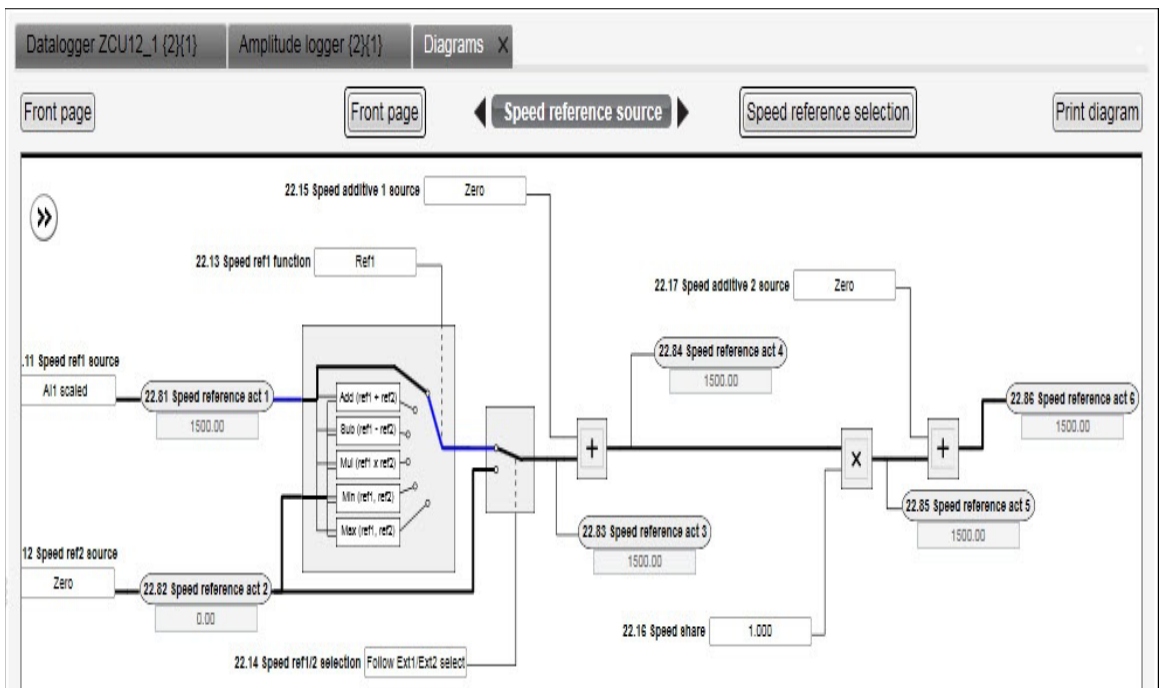 Datalogger ZCU12_1 {2}{1}
Amplitude logger {2}{1}
Diagrams X
Front page
Front page
Speed reference source
Speed reference selection
Print diagram
22.15 Speed additive 1 source
Zero
22.13 Speed ref1 function
Ref1
22.17 Speed additive 2 source
Zero
.11 Speed ref1 source
AI1 scaled
22.81 Speed reference act 1
1500.00
Add (ref1 + ref2)
Sub (ref1 - ref2)
Mul (ref1 x ref2)
Min (ref1, ref2)
Max (ref1, ref2)
22.84 Speed reference act 4
1500.00
22.86 Speed reference act 6
1500.00
+
×
+
22.85 Speed reference act 5
1500.00
22.83 Speed reference act 3
1500.00
12 Speed ref2 source
Zero
22.82 Speed reference act 2
0.00
22.16 Speed share
1.000
22.14 Speed ref1/2 selection
Follow Ext1/Ext2 select